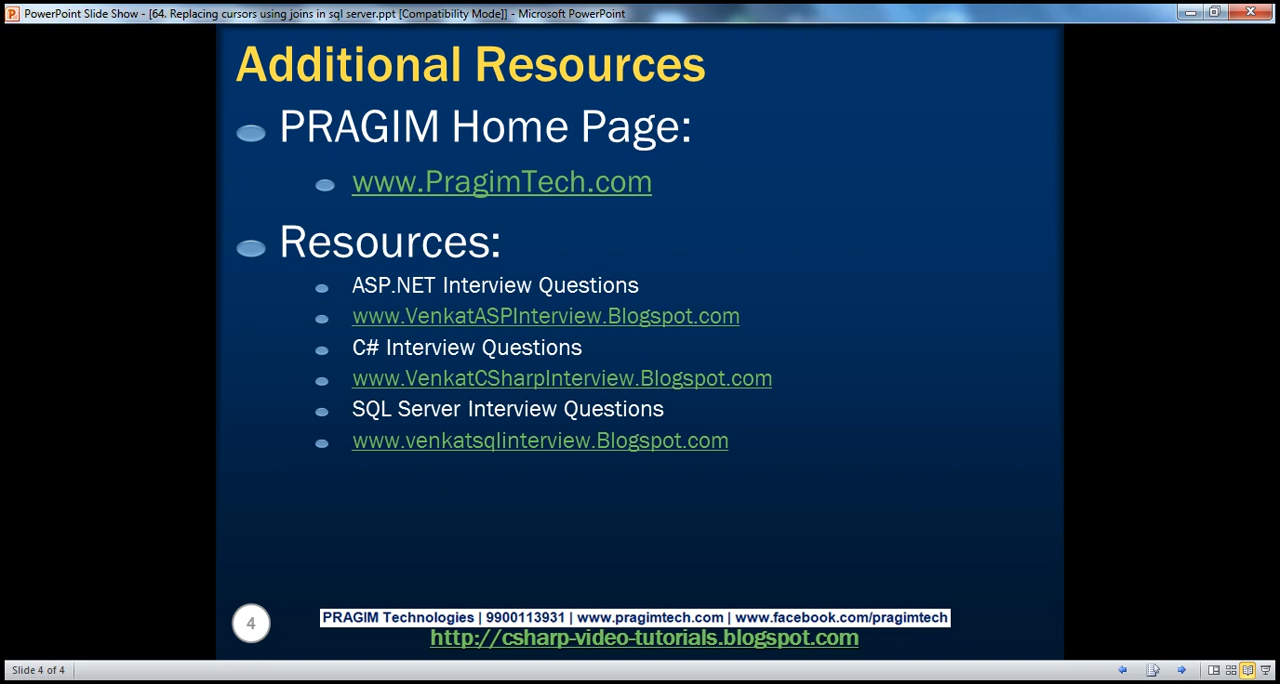 PowerPoint Slide Show - [64. Replacing cursors using joins in sql server.ppt [Compatibility Mode]] - Microsoft PowerPoint
Additional Resources
PRAGIM Home Page:
www.PragimTech.com
Resources:
ASP.NET Interview Questions
www.VenkatASPInterview.Blogspot.com
C# Interview Questions
www.VenkatCSharpInterview.Blogspot.com
SQL Server Interview Questions
www.venkatsqlinterview.Blogspot.com
4
PRAGIM Technologies | 9900113931 | www.pragimtech.com | www.facebook.com/pragimtech
http://csharp-video-tutorials.blogspot.com
Slide 4 of 4